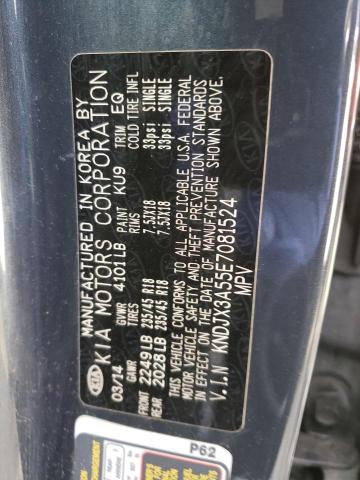 MANUFACTURED IN KOREA BY
KIA KIA MOTORS CORPORATION
03/14 GVWR 4101LB PAINT KU9 TRIM EQ
GAWR TIRES RIMS COLD TIRE INFL
FRONT 2249LB 235/45 R18 7.5JX18 33psi SINGLE
REAR 2028LB 235/45 R18 7.5JX18 33psi SINGLE
THIS VEHICLE CONFORMS TO ALL APPLICABLE U.S.A. FEDERAL
MOTOR VEHICLE SAFETY AND THEFT PREVENTION STANDARDS
IN EFFECT ON THE DATE OF MANUFACTURE SHOWN ABOVE.
V.I.N KNDJX3A55E7081524
MPV
P62